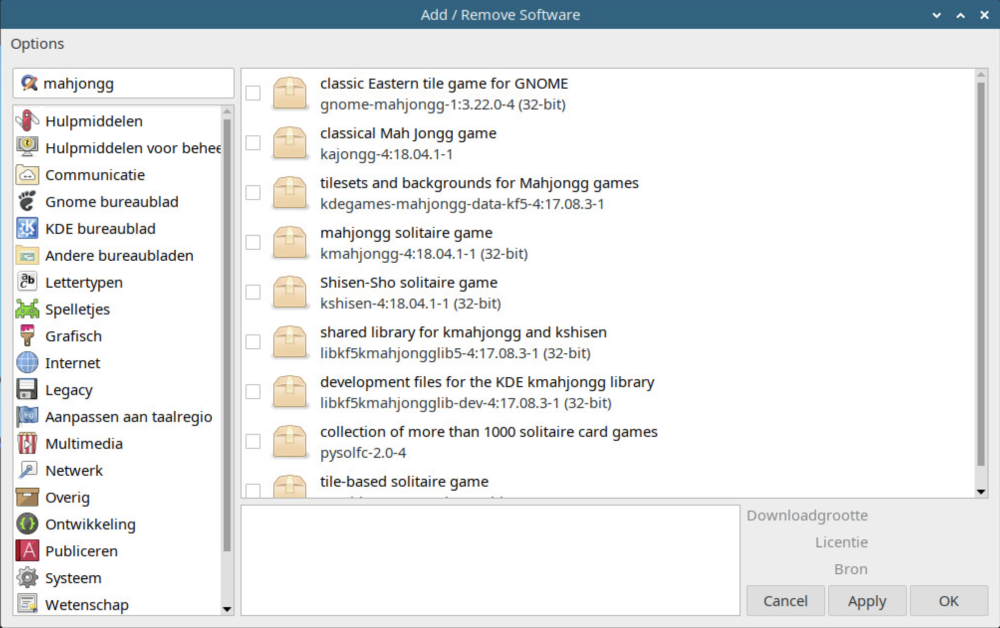 Add / Remove Software
Options
mahjongg
Hulpmiddelen
Hulpmiddelen voor behee
Communicatie
Gnome bureaublad
KDE bureaublad
Andere bureaubladen
Lettertypen
Spelletjes
Grafisch
Internet
Legacy
Aanpassen aan taalregio
Multimedia
Netwerk
Overig
Ontwikkeling
Publiceren
Systeem
Wetenschap
classic Eastern tile game for GNOME
gnome-mahjongg-1:3.22.0-4 (32-bit)
classical Mah Jongg game
kajongg-4:18.04.1-1
tilesets and backgrounds for Mahjongg games
kdegames-mahjongg-data-kf5-4:17.08.3-1
mahjongg solitaire game
kmahjongg-4:18.04.1-1 (32-bit)
Shisen-Sho solitaire game
kshisen-4:18.04.1-1 (32-bit)
shared library for kmahjongg and kshisen
libkf5kmahjongglib5-4:17.08.3-1 (32-bit)
development files for the KDE kmahjongg library
libkf5kmahjongglib-dev-4:17.08.3-1 (32-bit)
collection of more than 1000 solitaire card games
pysolfc-2.0-4
tile-based solitaire game
Downloadgrootte
Licentie
Bron
Cancel
Apply
OK